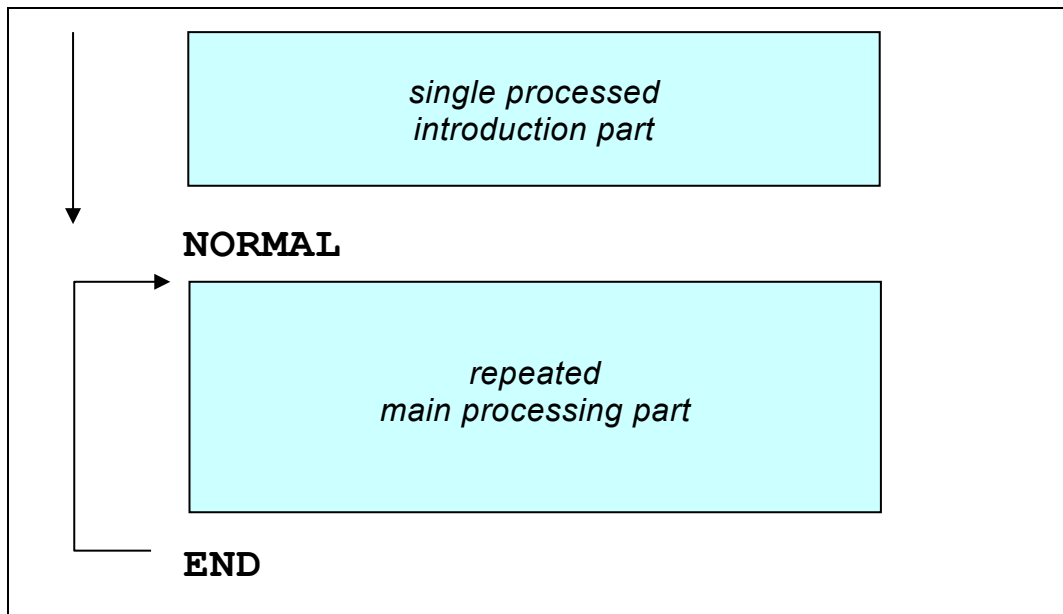 single processed
introduction part
NORMAL
repeated
main processing part
END